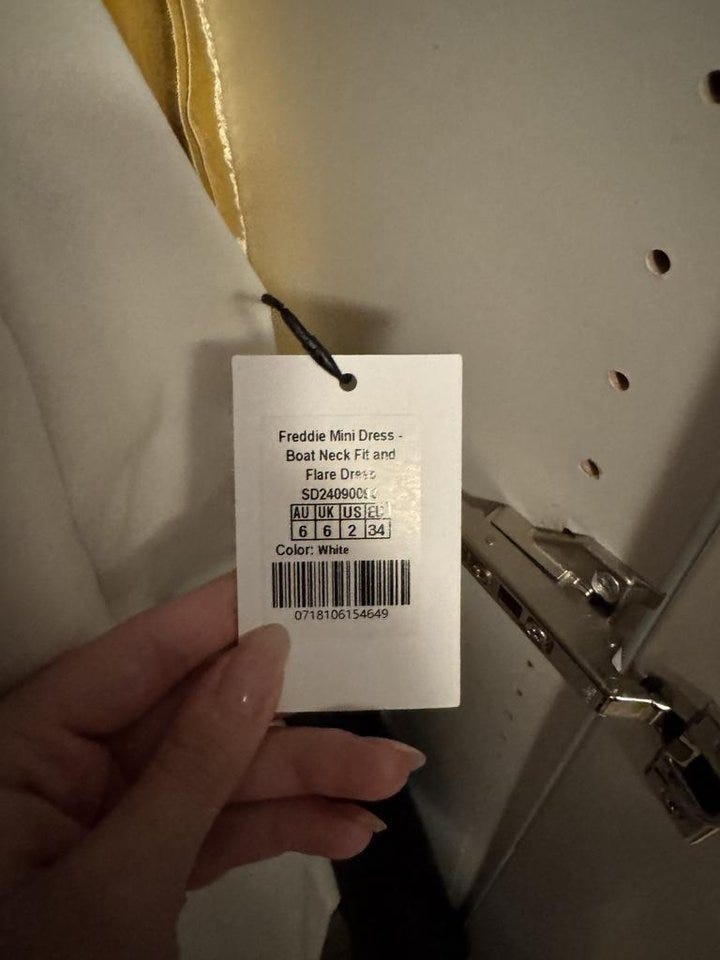 Freddie Mini Dress -
Boat Neck Fit and
Flare Dress
AU UK US EU
6 6 2 34
Color: White
0718106154649